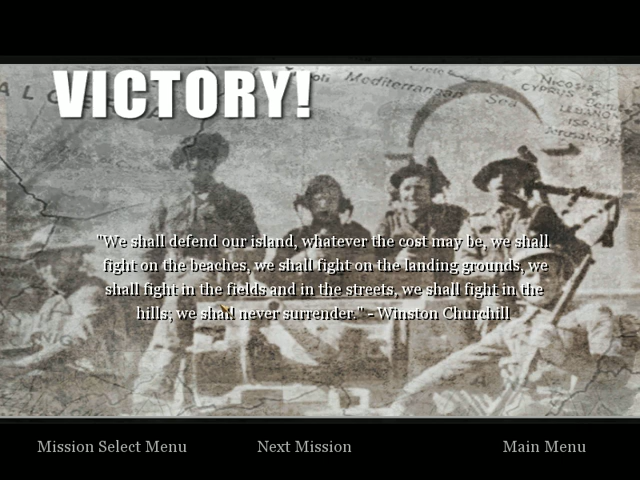 VICTORY!
Mediterranean Sea
CYPRUS
LEBANON
"We shall defend our island, whatever the cost may be, we shall
fight on the beaches, we shall fight on the landing grounds, we
shall fight in the fields and in the streets, we shall fight in the
hills; we shall never surrender." - Winston Churchill
Mission Select Menu
Next Mission
Main Menu